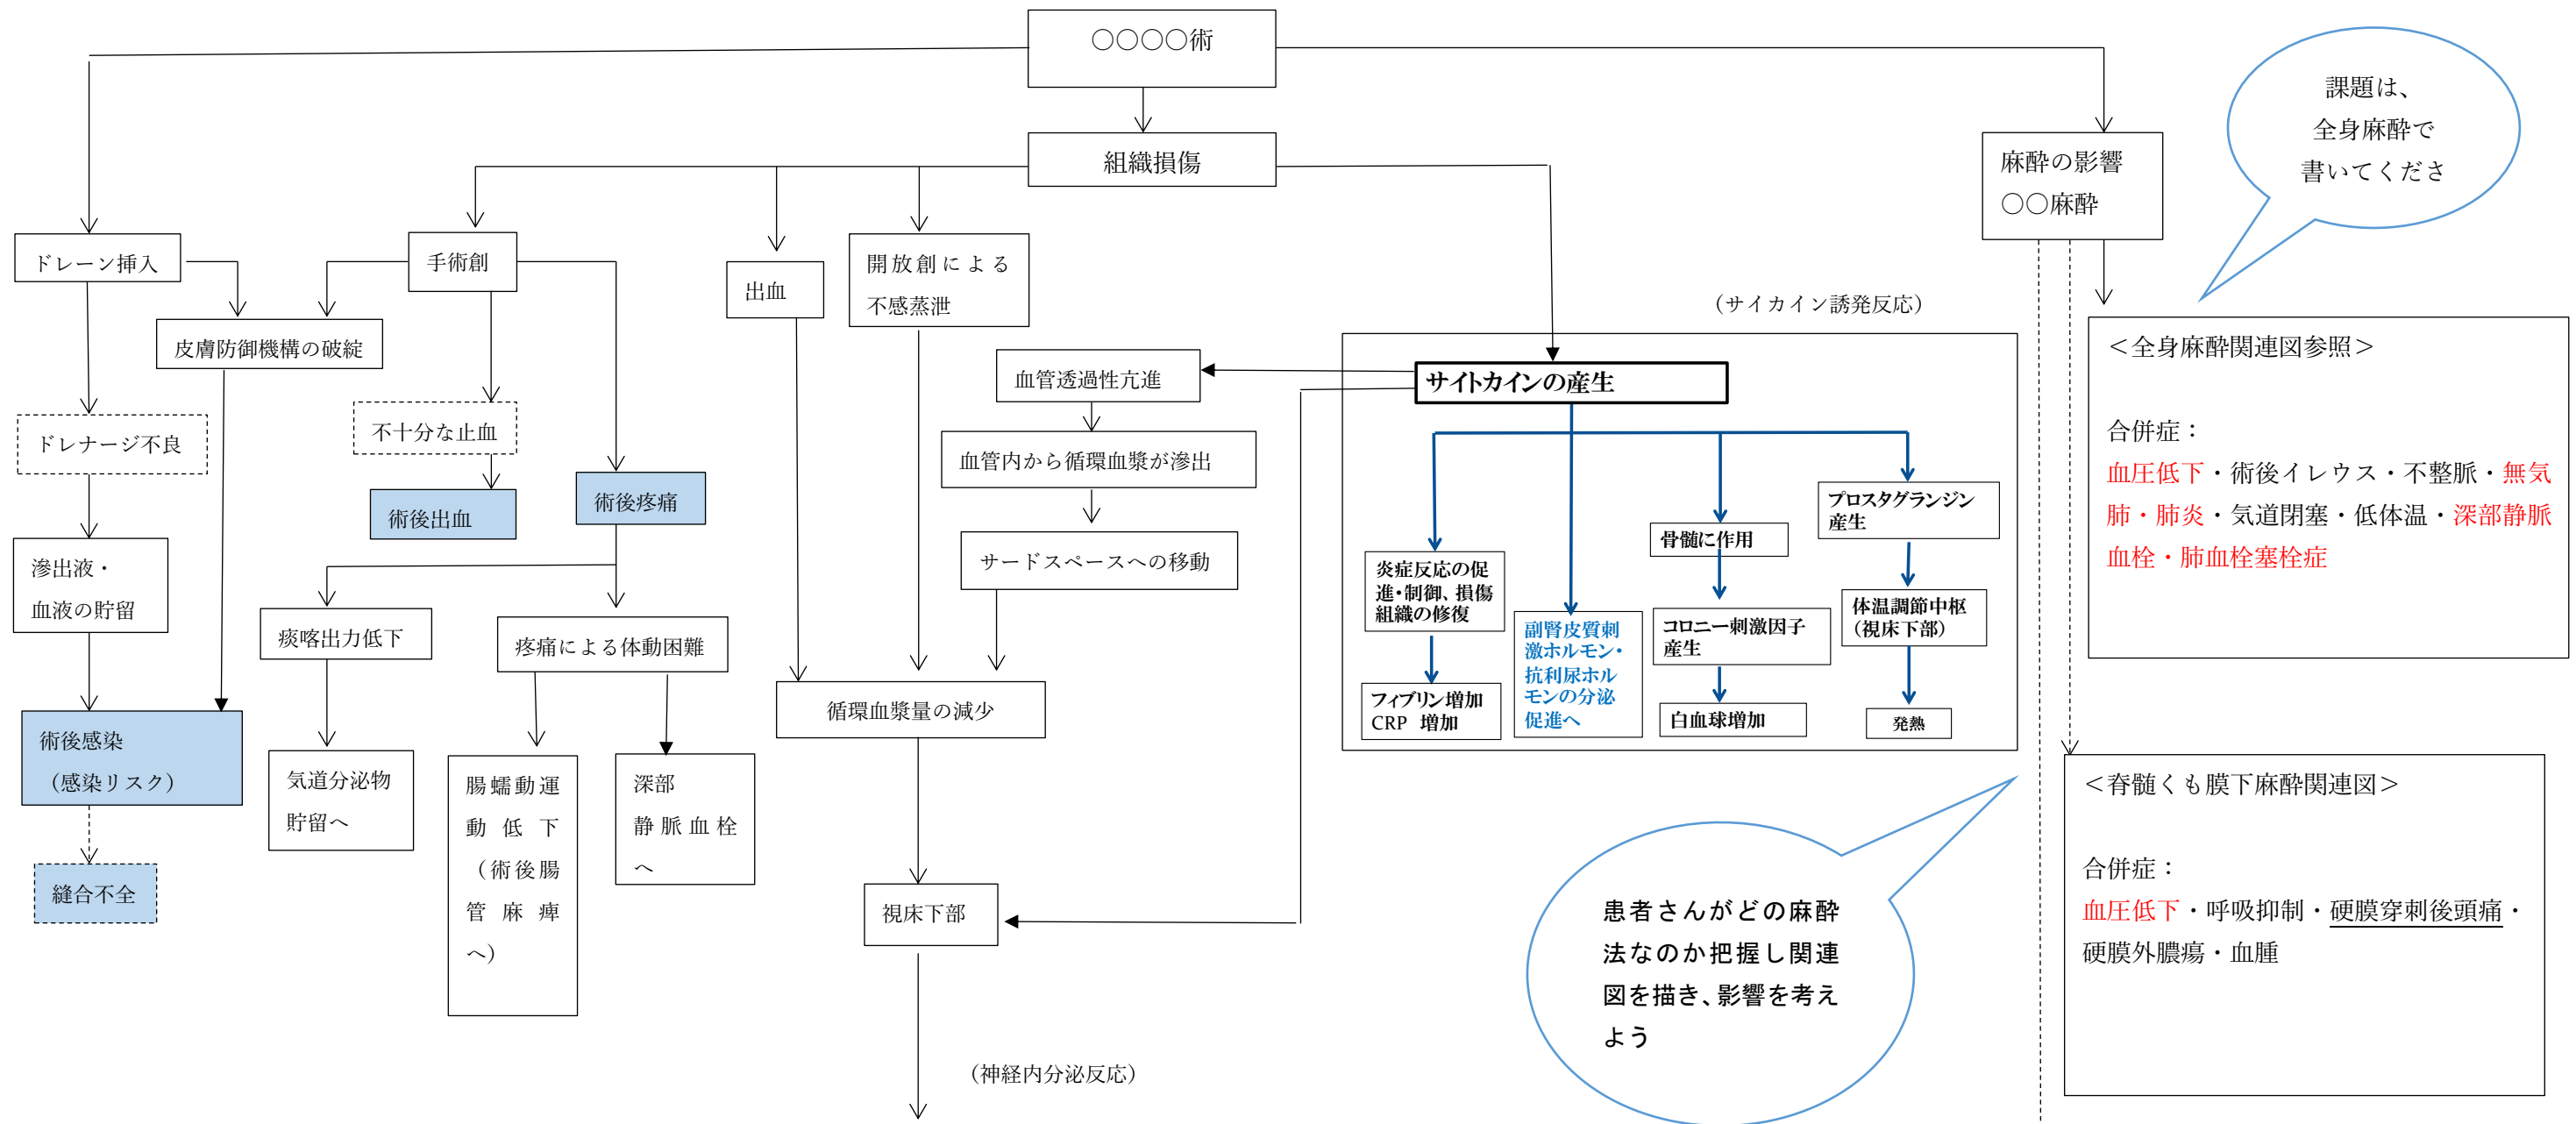 〇〇〇〇術
課題は、
全身麻酔で
書いてくださ
組織損傷
麻酔の影響
〇〇麻酔
ドレーン挿入
手術創
出血
開放創による
不感蒸泄
(サイカイン誘発反応)
皮膚防御機構の破綻
血管透過性亢進
サイトカインの産生
＜全身麻酔関連図参照＞
合併症：
血圧低下・術後イレウス・不整脈・無気
肺・肺炎・気道閉塞・低体温・深部静脈
血栓・肺血栓塞栓症
ドレナージ不良
不十分な止血
血管内から循環血漿が滲出
術後出血
術後疼痛
プロスタグランジン
産生
骨髄に作用
サードスペースへの移動
滲出液・
血液の貯留
炎症反応の促
進・制御、損傷
組織の修復
体温調節中枢
（視床下部）
痰喀出力低下
疼痛による体動困難
副腎皮質刺
激ホルモン・
抗利尿ホル
モンの分泌
促進へ
コロニー刺激因子
産生
循環血漿量の減少
フィブリン増加
CRP 増加
白血球増加
発熱
術後感染
（感染リスク）
気道分泌物
貯留へ
腸蠕動運
動低下
（術後腸
管麻痺
へ）
深部
静脈血栓
へ
＜脊髄くも膜下麻酔関連図＞
合併症：
血圧低下・呼吸抑制・硬膜穿刺後頭痛・
硬膜外膿瘍・血腫
縫合不全
視床下部
患者さんがどの麻酔
法なのか把握し関連
図を描き、影響を考え
よう
（神経内分泌反応）